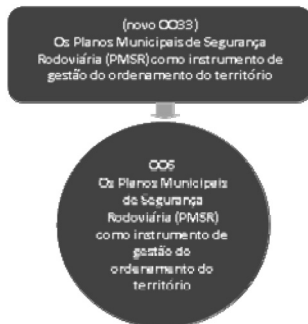 (novo OO33)
Os Planos Municipais de Segurança
Rodoviária (PMSR) como instrumento de
gestão do ordenamento do território
OO5
Os Planos Municipais
de Segurança
Rodoviária (PMSR)
como instrumento de
gestão do
ordenamento do
território